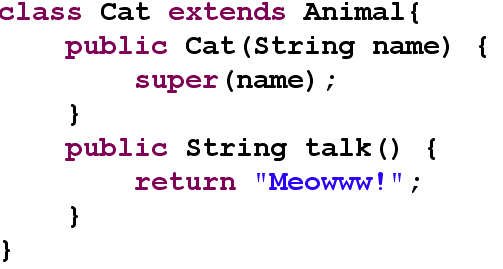 class Cat extends Animal{
    public Cat(String name) {
        super(name);
    }
    public String talk() {
        return "Meowww!";
    }
}